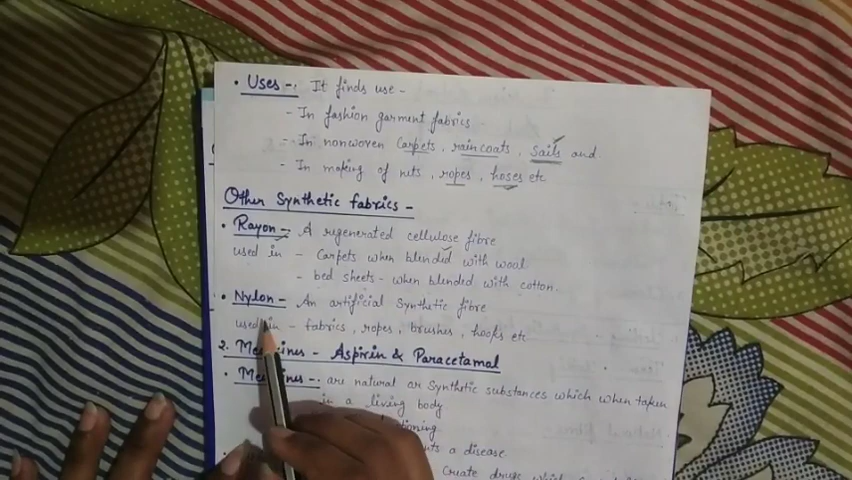 • Uses -. It finds use -
- In fashion garment fabrics
- In nonwoven Carpets, raincoats, Sails and
- In making of nets, ropes, hoses etc
Other Synthetic fabrics -
• Rayon -. A regenerated cellulose fibre
used in - Carpets when blended with wool
- bed sheets - when blended with cotton.
• Nylon - An artificial Synthetic fibre
used in - fabrics, ropes, brushes, hooks etc
2. Medicines - Aspirin & Paracetamol
• -. are natural or Synthetic substances which when taken
in a living body
a disease.
Create drugs which